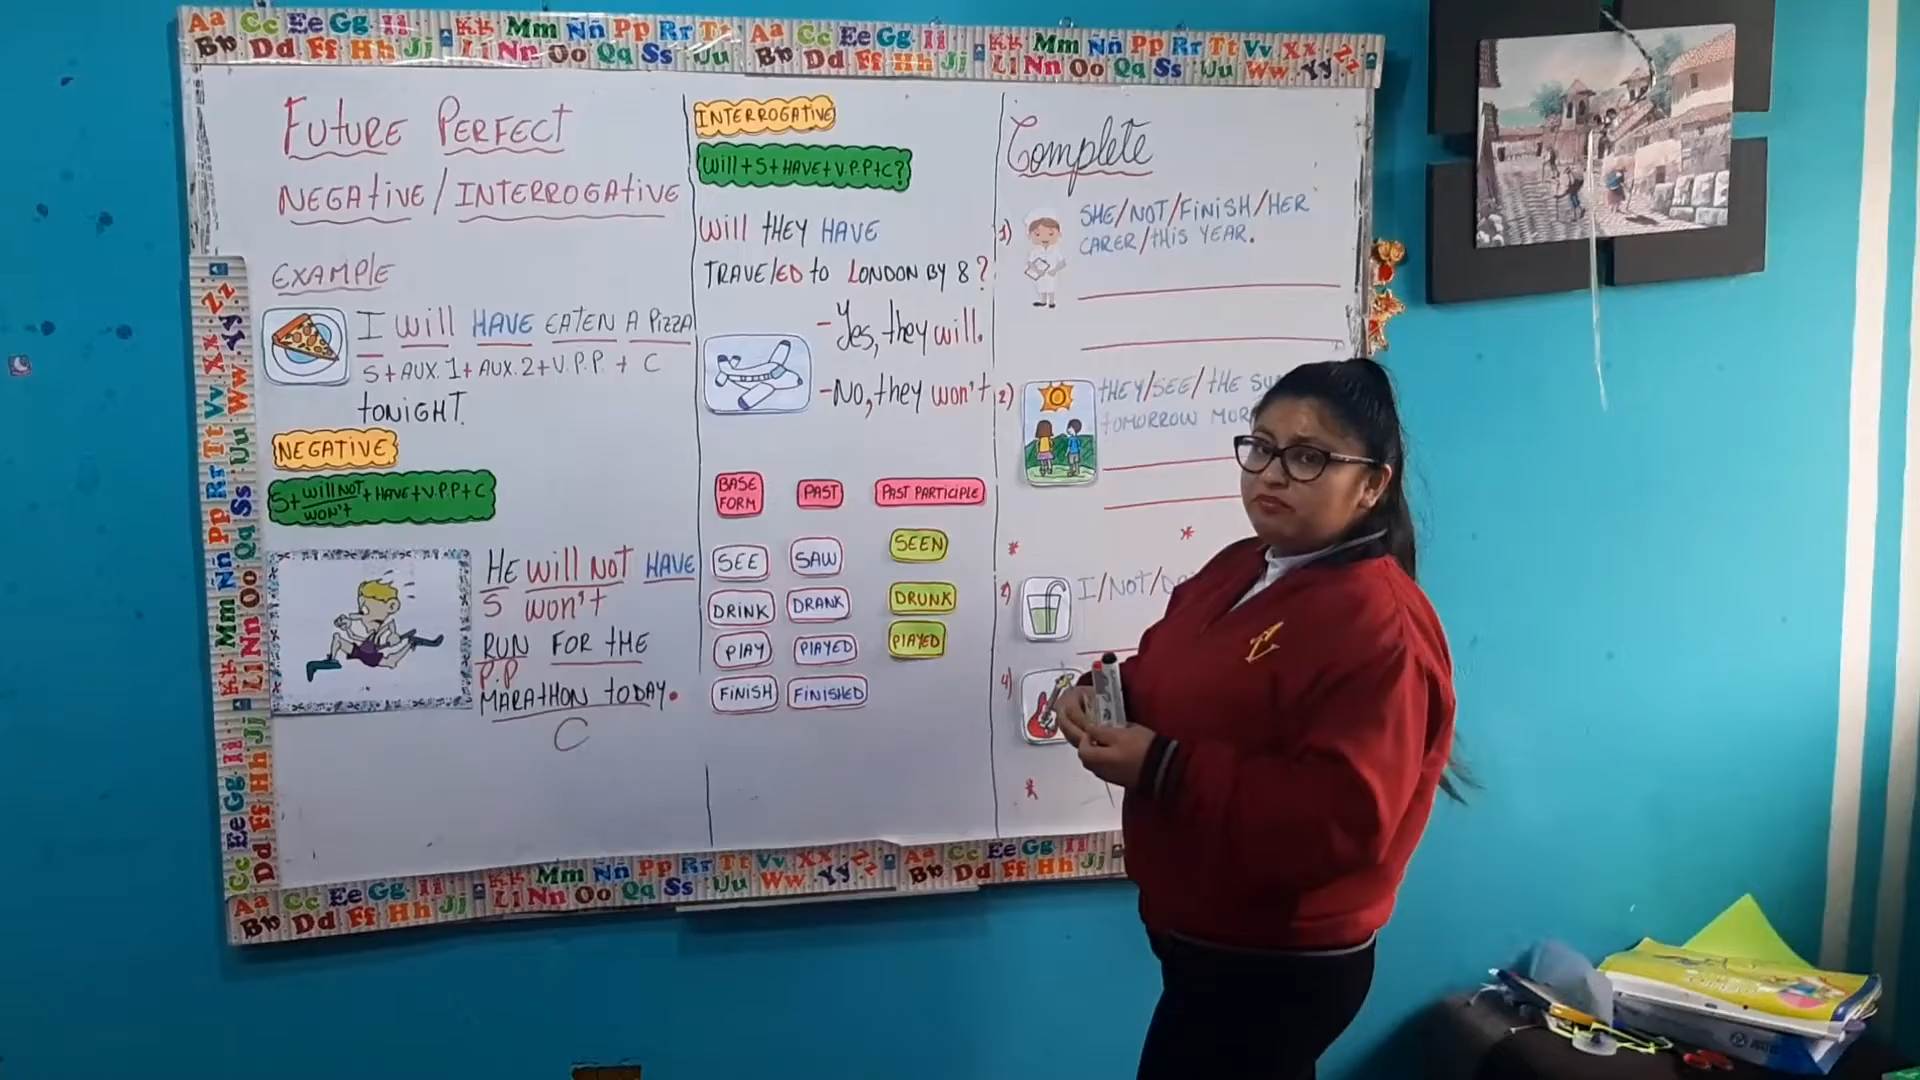 FUTURE PERFECT
NEGATIVE / INTERROGATIVE
EXAMPLE
I will HAVE EATEN A PIZZA
S + AUX. 1 + AUX. 2 + V.P.P. + C
TONIGHT.
NEGATIVE
S + will NOT + HAVE + V.P.P + C
WON'T
HE will NOT HAVE
S won't
RUN FOR THE
P.P
MARATHON TODAY.
C
INTERROGATIVE
Will + S + HAVE + V.P.P + C?
Will THEY HAVE
TRAVELED to LONDON BY 8?
- Yes, they will.
- No, they won't
BASE FORM
PAST
PAST PARTICIPLE
SEE
SAW
SEEN
DRINK
DRANK
DRUNK
PLAY
PLAYED
PLAYED
FINISH
FINISHED
Complete
1) SHE/NOT/FINISH/HER
CARER/THIS YEAR.
2) THEY/SEE/THE
TOMORROW
I/NOT/
4)